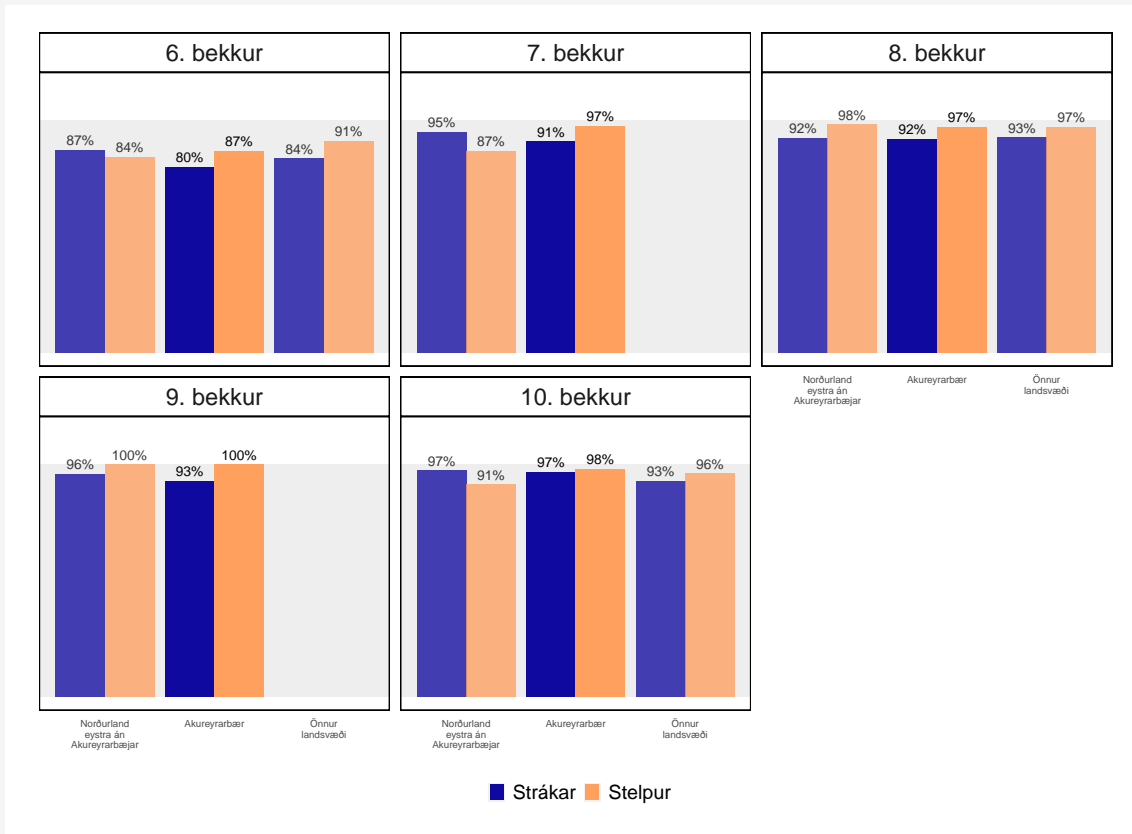 6. bekkur
87%
84%
80%
87%
84%
91%
7. bekkur
95%
87%
91%
97%
8. bekkur
92%
98%
92%
97%
93%
97%
Norðurland
eystra án
Akureyrarbæjar
Akureyrarbær
Önnur
landsvæði
9. bekkur
96%
100%
93%
100%
Norðurland
eystra án
Akureyrarbæjar
Akureyrarbær
Önnur
landsvæði
10. bekkur
97%
91%
97%
98%
93%
96%
Norðurland
eystra án
Akureyrarbæjar
Akureyrarbær
Önnur
landsvæði
Strákar
Stelpur